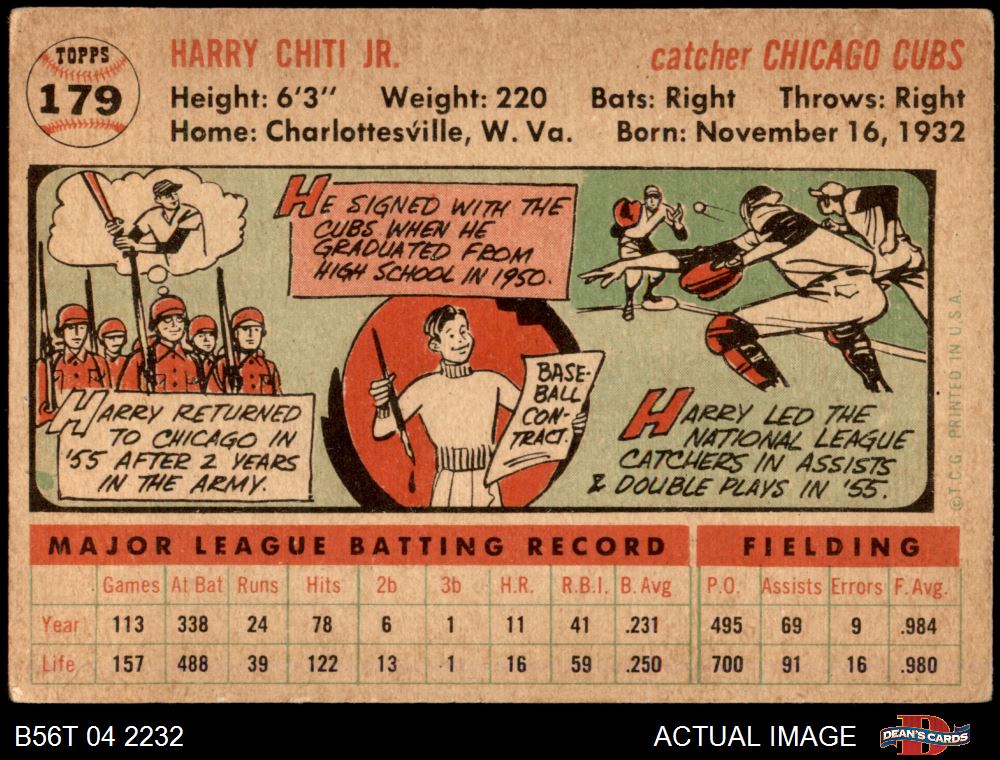 TOPPS
179
HARRY CHITI JR.
catcher CHICAGO CUBS
Height: 6'3" Weight: 220 Bats: Right Throws: Right
Home: Charlottesville, W. Va. Born: November 16, 1932
HE SIGNED WITH THE
CUBS WHEN HE
GRADUATED FROM
HIGH SCHOOL IN 1950.
HARRY RETURNED
TO CHICAGO IN
'55 AFTER 2 YEARS
IN THE ARMY.
BASE-
BALL
CON-
TRACT.
HARRY LED THE
NATIONAL LEAGUE
CATCHERS IN ASSISTS
& DOUBLE PLAYS IN '55.
© T.C.G. PRINTED IN U.S.A.
MAJOR LEAGUE BATTING RECORD FIELDING
Games At Bat Runs Hits 2b 3b H.R. R.B.I. B. Avg P.O. Assists Errors F. Avg.
Year 113 338 24 78 6 1 11 41 .231 495 69 9 .984
Life 157 488 39 122 13 1 16 59 .250 700 91 16 .980
B56T 04 2232
ACTUAL IMAGE
D
DEAN'S CARDS